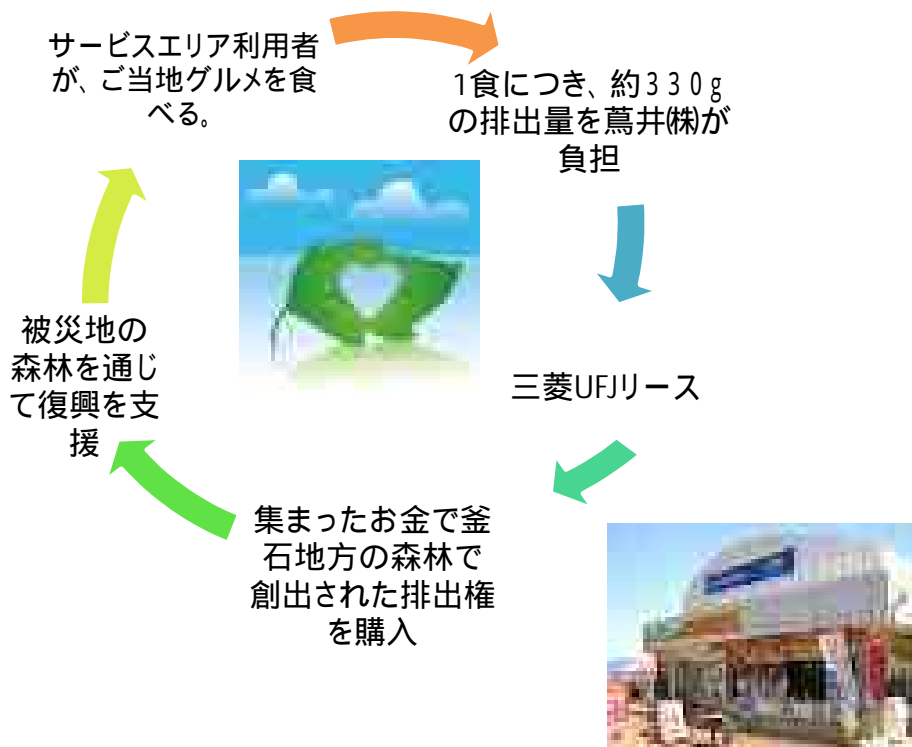 サービスエリア利用者
が、ご当地グルメを食
べる。
1食につき、約３３０g
の排出量を蔦井㈱が
負担
三菱UFJリース
集まったお金で釜
石地方の森林で
創出された排出権
を購入
被災地の
森林を通じ
て復興を支
援